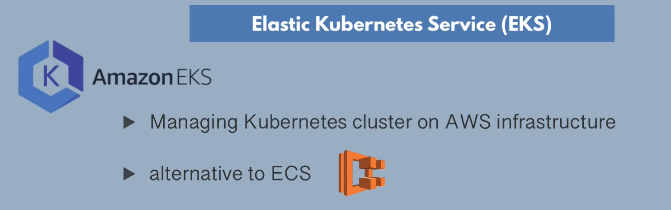 Elastic Kubernetes Service (EKS)
K
Amazon EKS
Managing Kubernetes cluster on AWS infrastructure
alternative to ECS